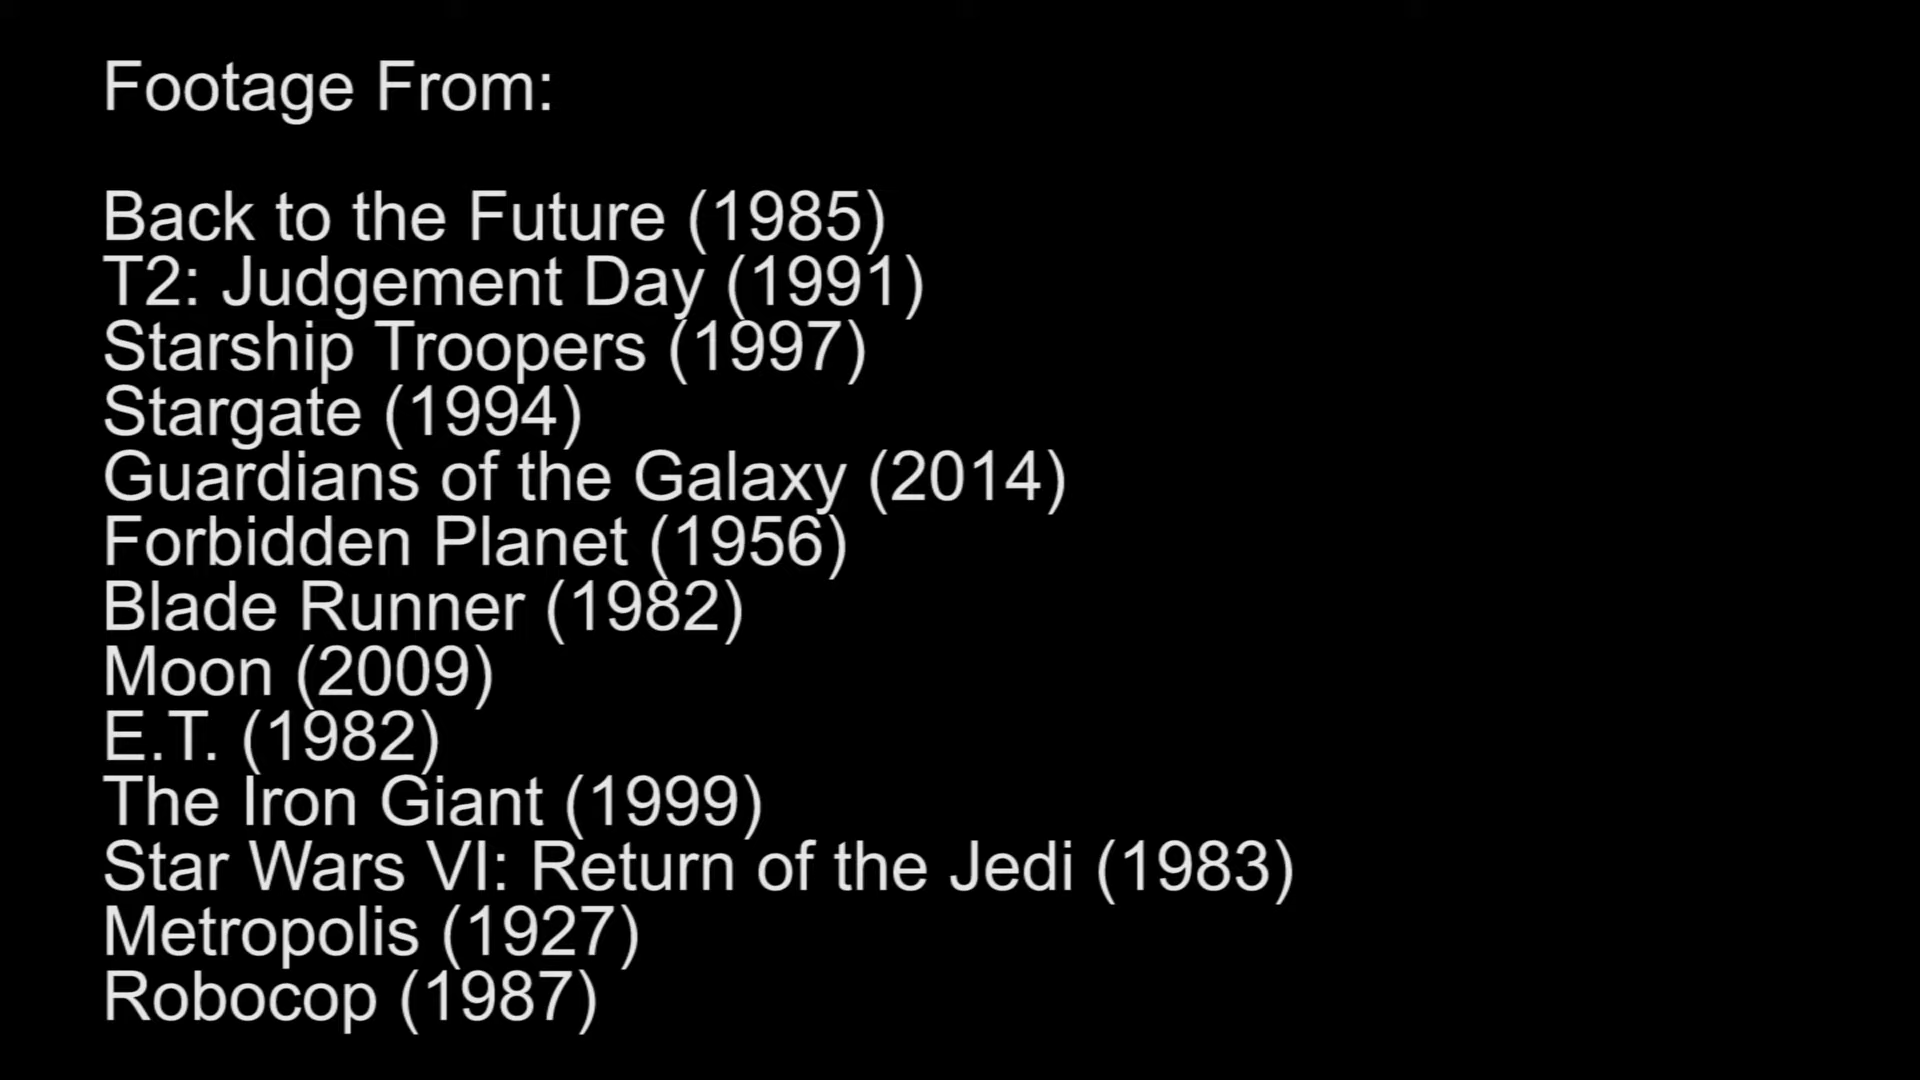 Footage From:
Back to the Future (1985)
T2: Judgement Day (1991)
Starship Troopers (1997)
Stargate (1994)
Guardians of the Galaxy (2014)
Forbidden Planet (1956)
Blade Runner (1982)
Moon (2009)
E.T. (1982)
The Iron Giant (1999)
Star Wars VI: Return of the Jedi (1983)
Metropolis (1927)
Robocop (1987)